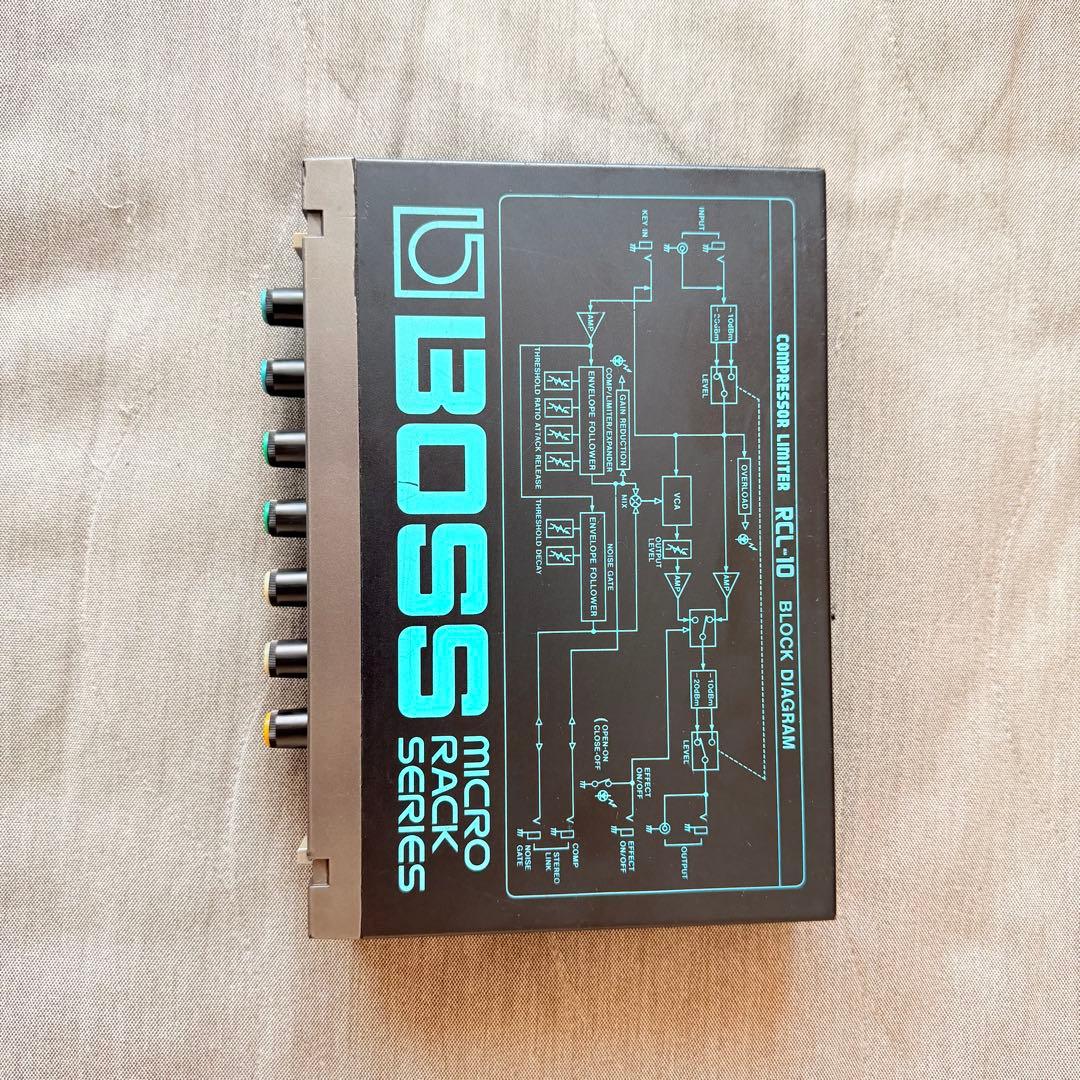 COMPRESSOR LIMITER RCL-10 BLOCK DIAGRAM
INPUT
-10dBm
-20dBm
LEVEL
OVERLOAD
AMP
-10dBm
-20dBm
LEVEL
OUTPUT
KEY IN
VCA
OUTPUT
LEVEL
AMP
EFFECT
ON/OFF
EFFECT
ON/OFF
AMP
GAIN REDUCTION
COMP/LIMITER/EXPANDER
ENVELOPE FOLLOWER
MIX
NOISE GATE
ENVELOPE FOLLOWER
OPEN-ON
CLOSE-OFF
THRESHOLD RATIO ATTACK RELEASE
THRESHOLD DECAY
COMP
STEREO
LINK
NOISE
GATE
BOSS
MICRO
RACK
SERIES